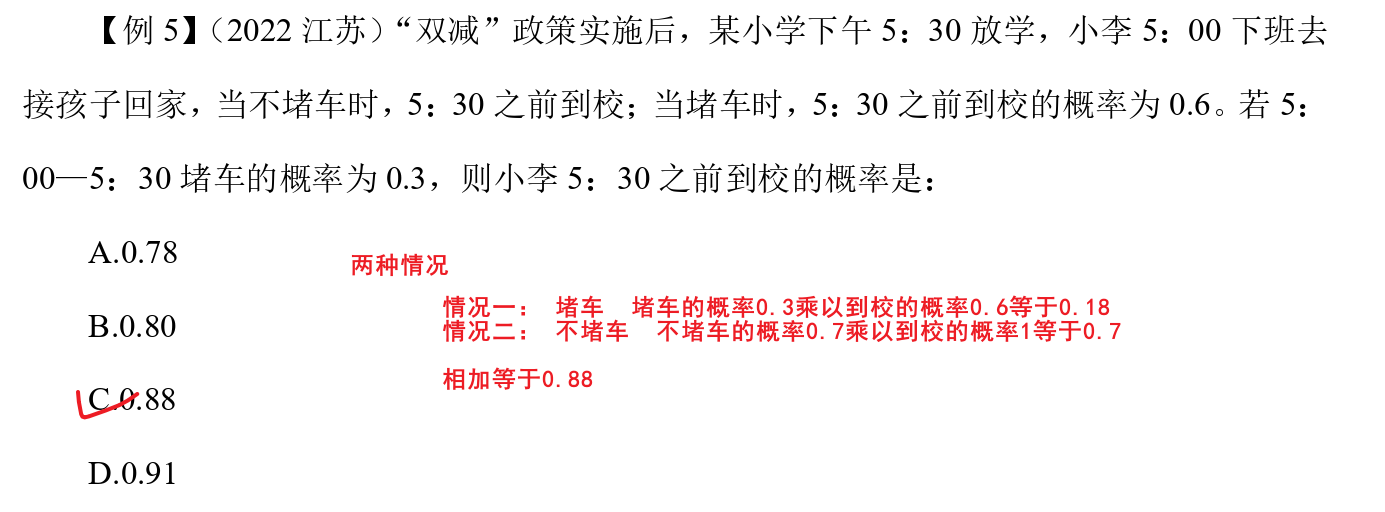 【例 5】（2022 江苏）“双减”政策实施后，某小学下午 5：30 放学，小李 5：00 下班去
接孩子回家，当不堵车时，5：30 之前到校；当堵车时，5：30 之前到校的概率为 0.6。若 5：
00—5：30 堵车的概率为 0.3，则小李 5：30 之前到校的概率是：
A.0.78
两种情况
情况一： 堵车 堵车的概率0.3乘以到校的概率0.6等于0.18
B.0.80
情况二： 不堵车 不堵车的概率0.7乘以到校的概率1等于0.7
相加等于0.88
C.0.88
D.0.91